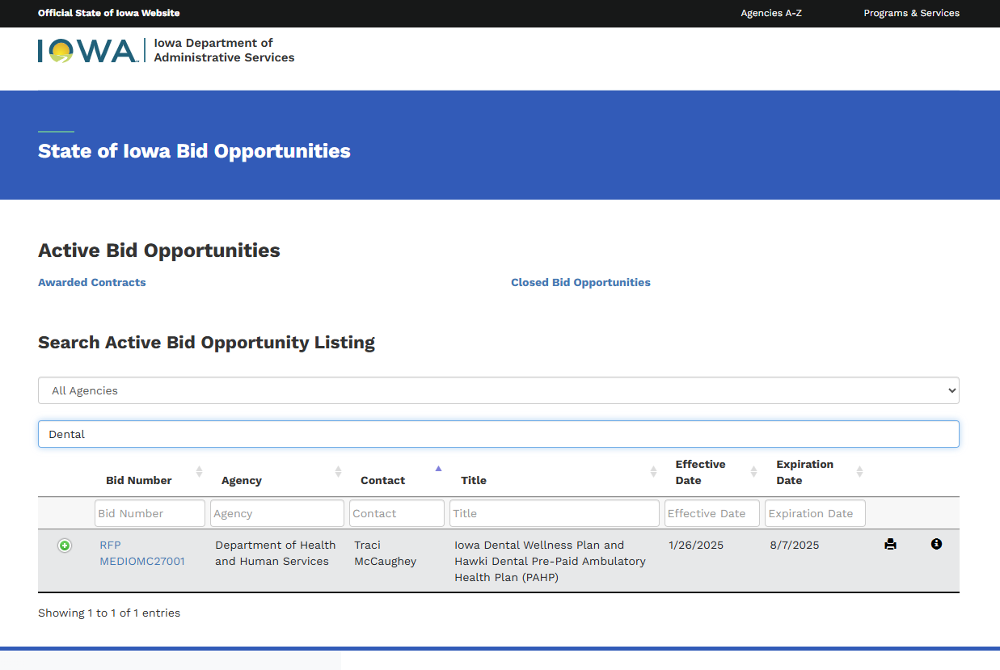 Official State of Iowa Website
Agencies A-Z
Programs & Services
IOWA
Iowa Department of
Administrative Services
State of Iowa Bid Opportunities
Active Bid Opportunities
Awarded Contracts
Closed Bid Opportunities
Search Active Bid Opportunity Listing
All Agencies
Dental
Bid Number
Agency
Contact
Title
Effective
Date
Expiration
Date
Bid Number
Agency
Contact
Title
Effective Date
Expiration Date
RFP
MEDIOMC27001
Department of Health
and Human Services
Traci
McCaughey
Iowa Dental Wellness Plan and
Hawki Dental Pre-Paid Ambulatory
Health Plan (PAHP)
1/26/2025
8/7/2025
Showing 1 to 1 of 1 entries